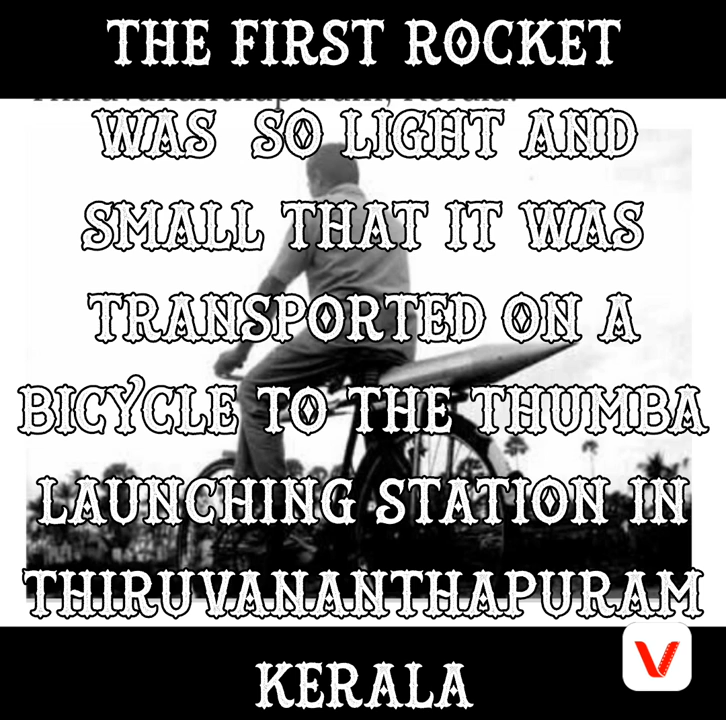 THE FIRST ROCKET
WAS SO LIGHT AND
SMALL THAT IT WAS
TRANSPORTED ON A
BICYCLE TO THE THUMBA
LAUNCHING STATION IN
THIRUVANANTHAPURAM
KERALA
V